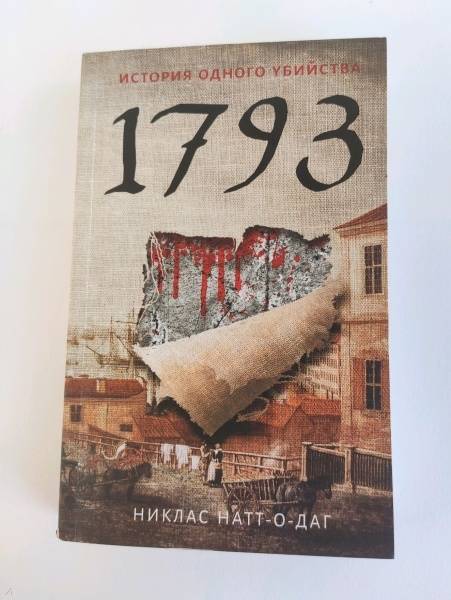 ИСТОРИЯ ОДНОГО УБИЙСТВА
1793
НИКЛАС НАТТ-О-ДАГ